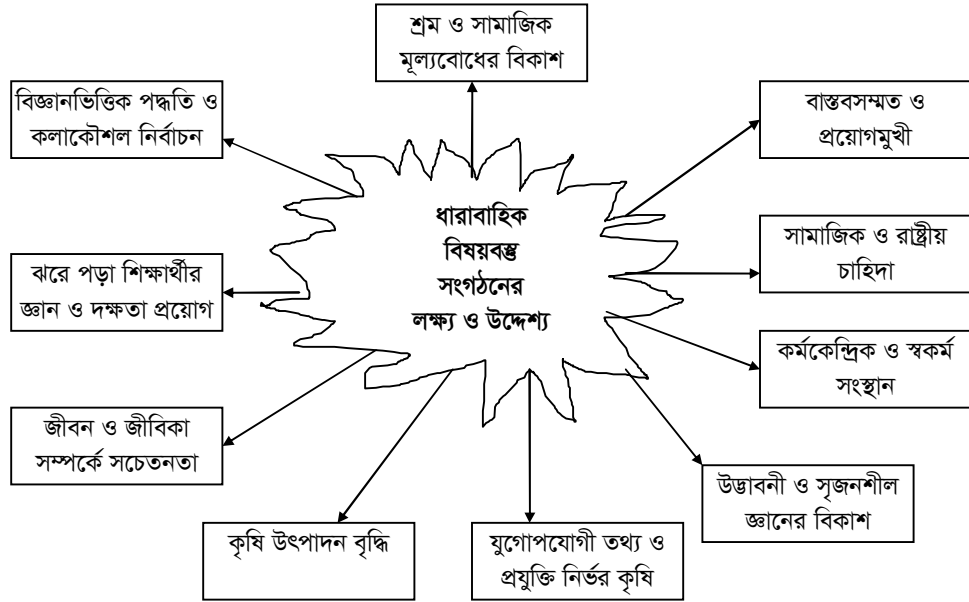 শ্রম ও সামাজিক
মূল্যবোধের বিকাশ
বিজ্ঞানভিত্তিক পদ্ধতি ও
কলাকৌশল নির্বাচন
বাস্তবসম্মত ও
প্রয়োগমুখী
ধারাবাহিক
বিষয়বস্তু
সংগঠনের
লক্ষ্য ও উদ্দেশ্য
সামাজিক ও রাষ্ট্রীয়
চাহিদা
ঝরে পড়া শিক্ষার্থীর
জ্ঞান ও দক্ষতা প্রয়োগ
কর্মকেন্দ্রিক ও স্বকর্ম
সংস্থান
জীবন ও জীবিকা
সম্পর্কে সচেতনতা
উদ্ভাবনী ও সৃজনশীল
জ্ঞানের বিকাশ
কৃষি উৎপাদন বৃদ্ধি
যুগোপযোগী তথ্য ও
প্রযুক্তি নির্ভর কৃষি